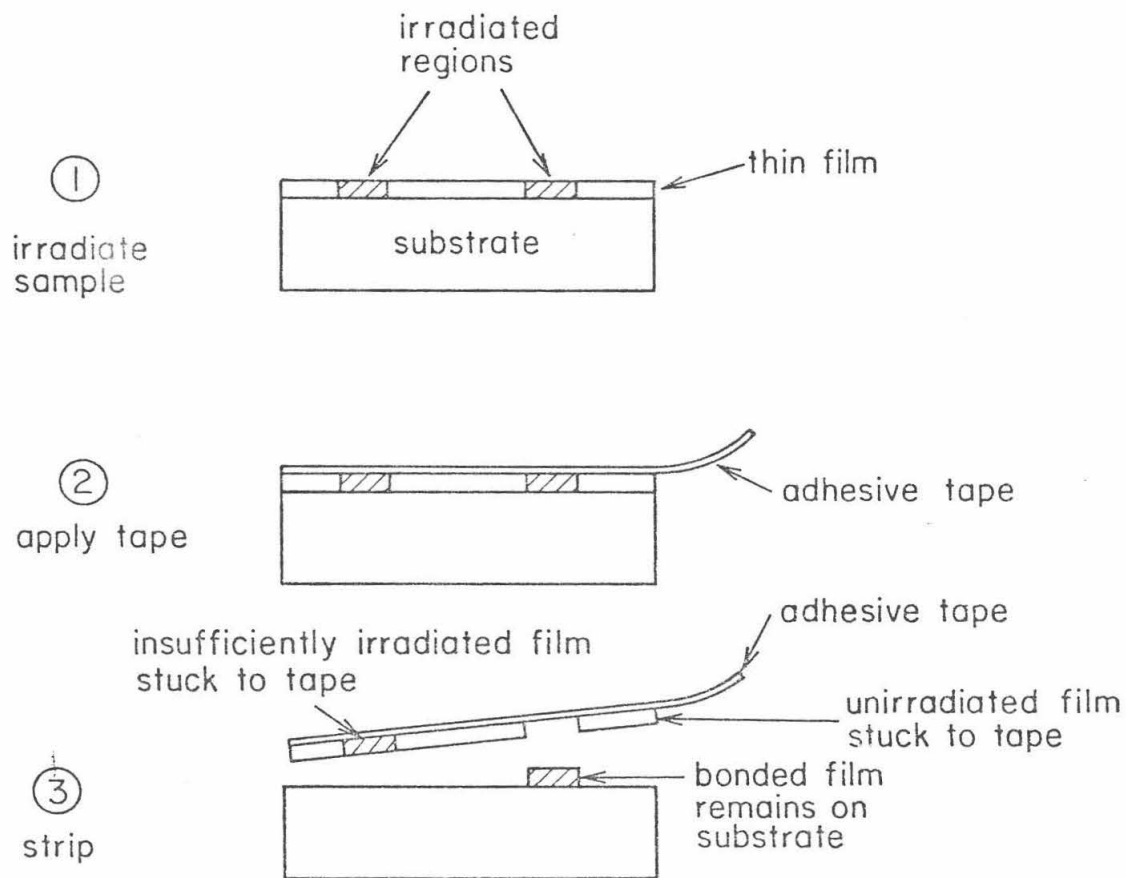 irradiated
regions
1
thin film
irradiate
sample
substrate
2
apply tape
adhesive tape
adhesive tape
insufficiently irradiated film
stuck to tape
unirradiated film
stuck to tape
3
strip
bonded film
remains on
substrate